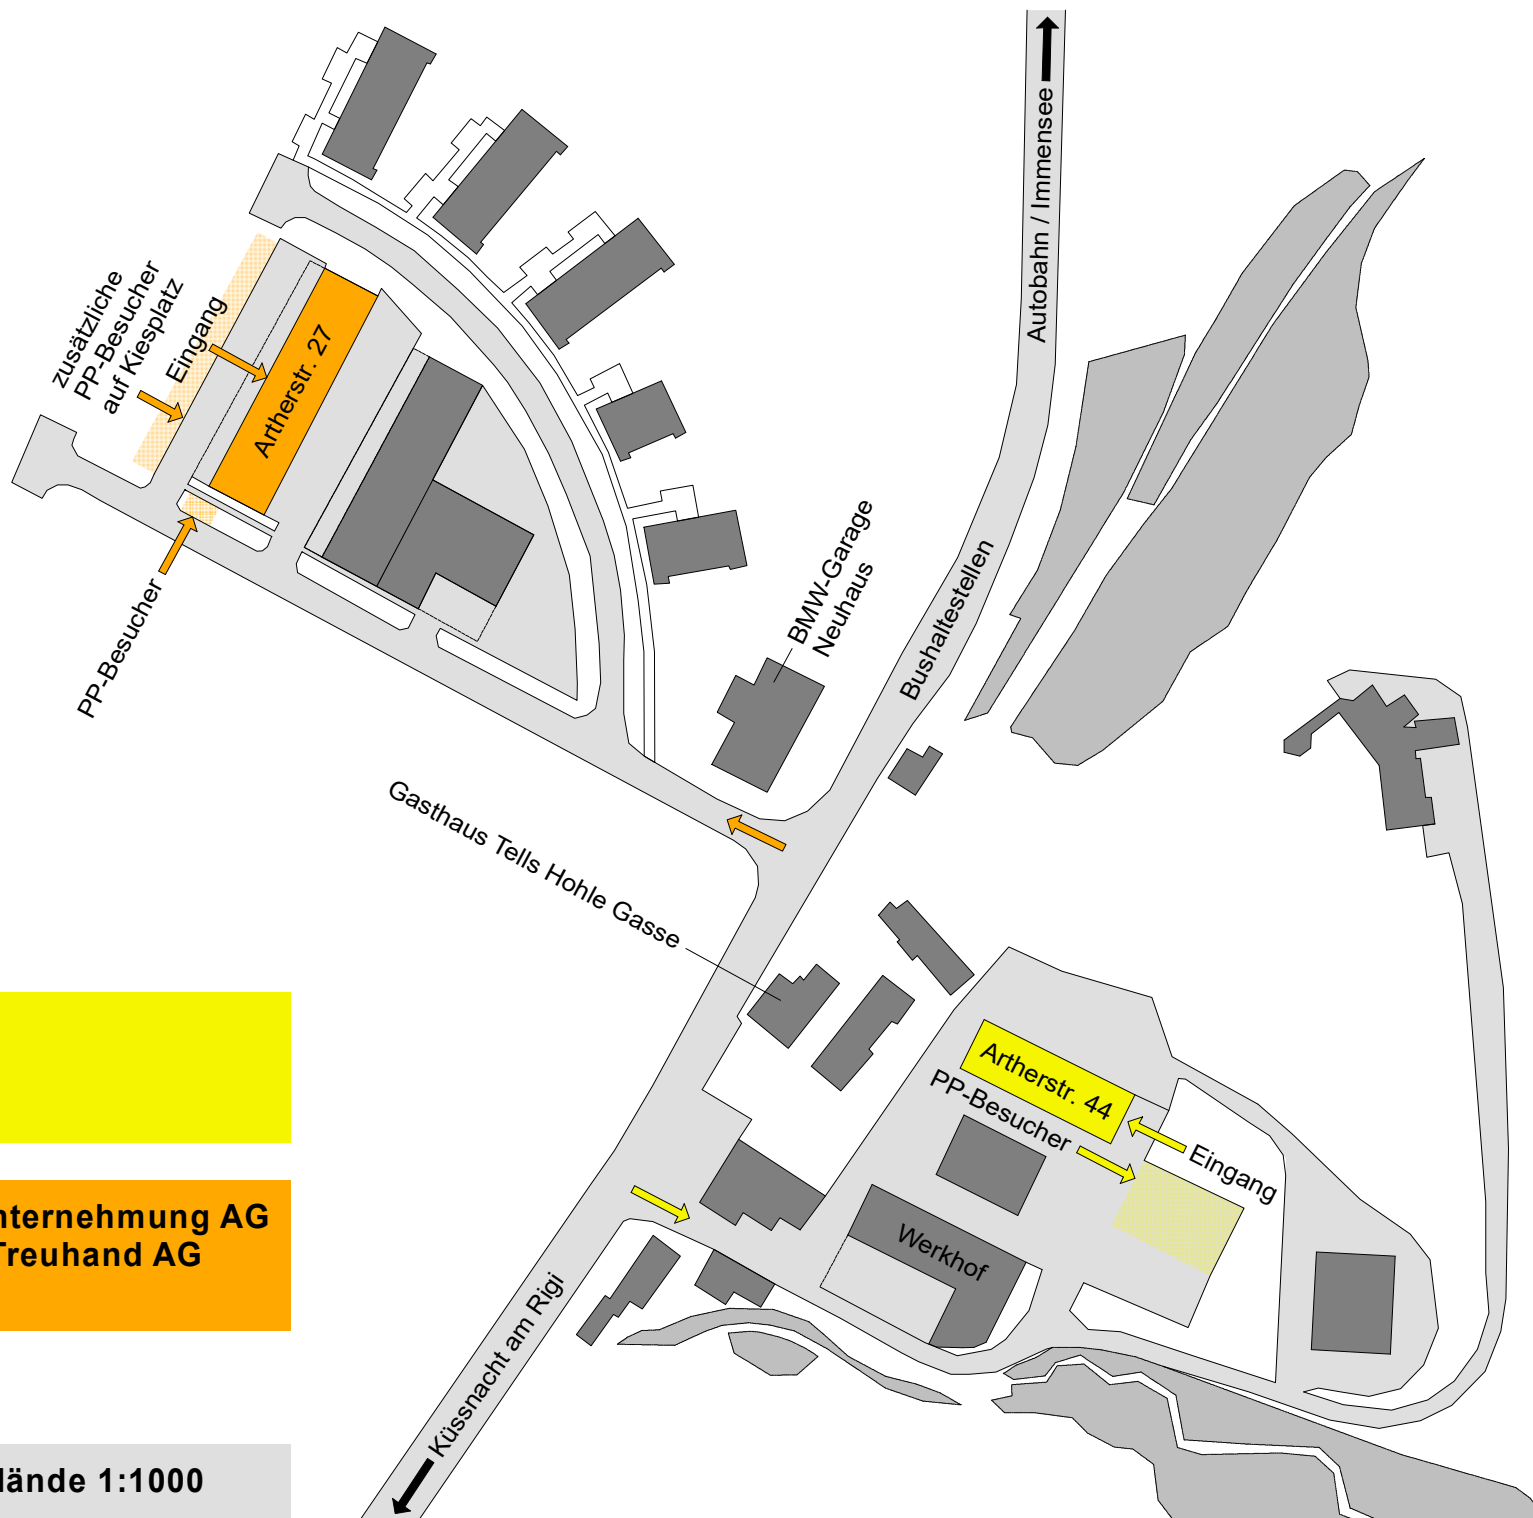 Autobahn / Immensee
zusätzliche
PP-Besucher
auf Kiesplatz
Eingang
Artherstr. 27
PP-Besucher
BMW-Garage
Neuhaus
Bushaltestellen
Gasthaus Tells Hohle Gasse
Artherstr. 44
PP-Besucher
Eingang
Werkhof
Küssnacht am Rigi
nternehmung AG
Treuhand AG
lände 1:1000